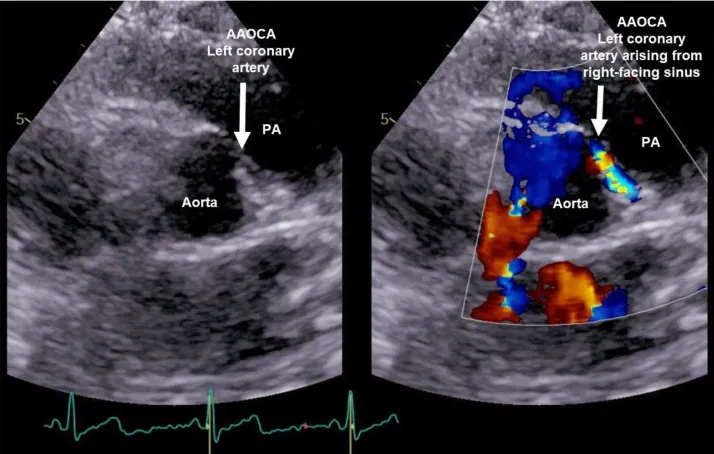 AAOCA
Left coronary
artery
PA
Aorta
5
AAOCA
Left coronary
artery arising from
right-facing sinus
PA
Aorta
5